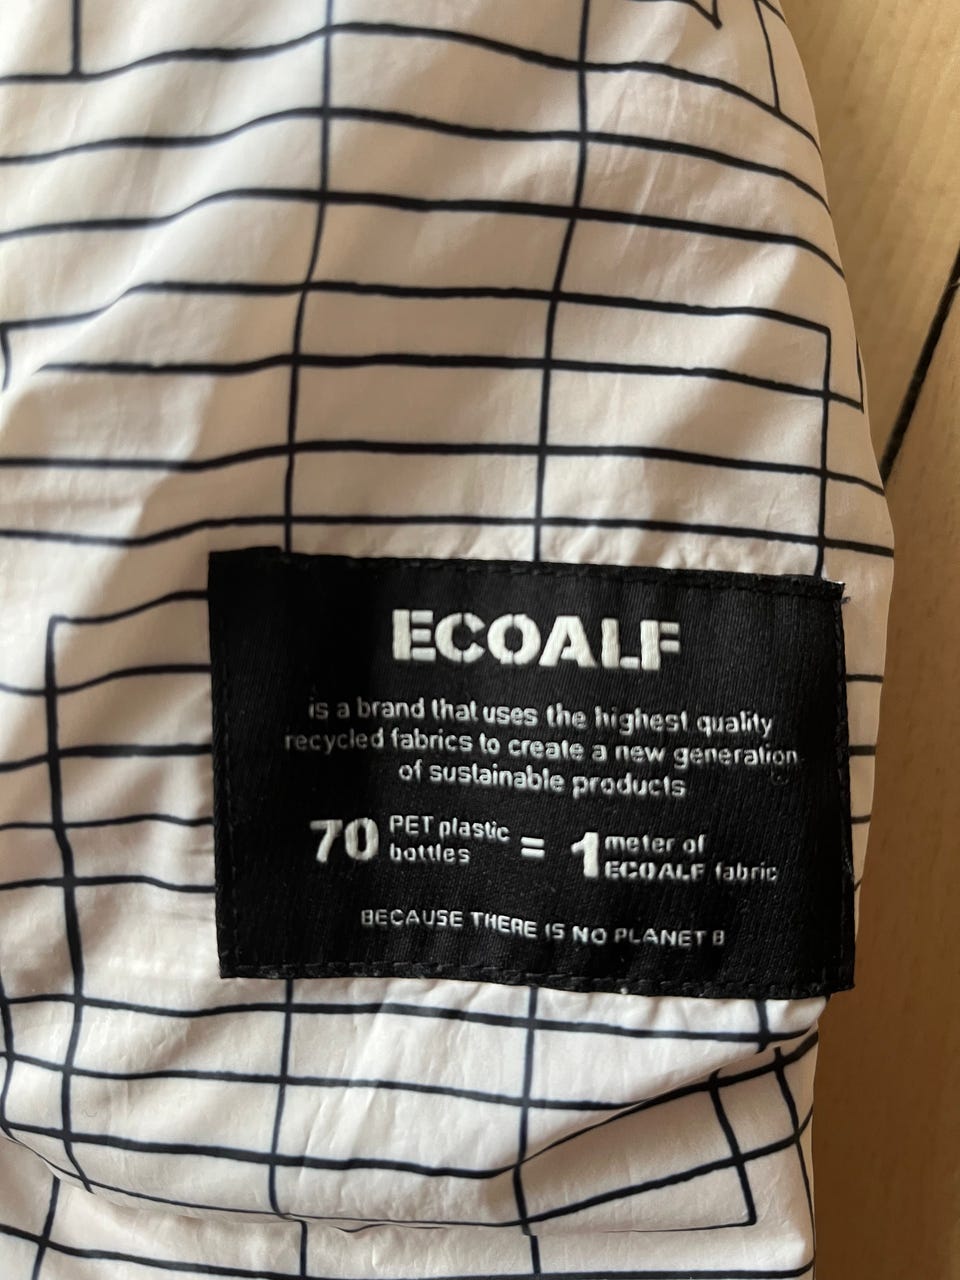 ECOALF
is a brand that uses the highest quality
recycled fabrics to create a new generation
of sustainable products
70 PET plastic bottles = 1 meter of ECOALF fabric
BECAUSE THERE IS NO PLANET B